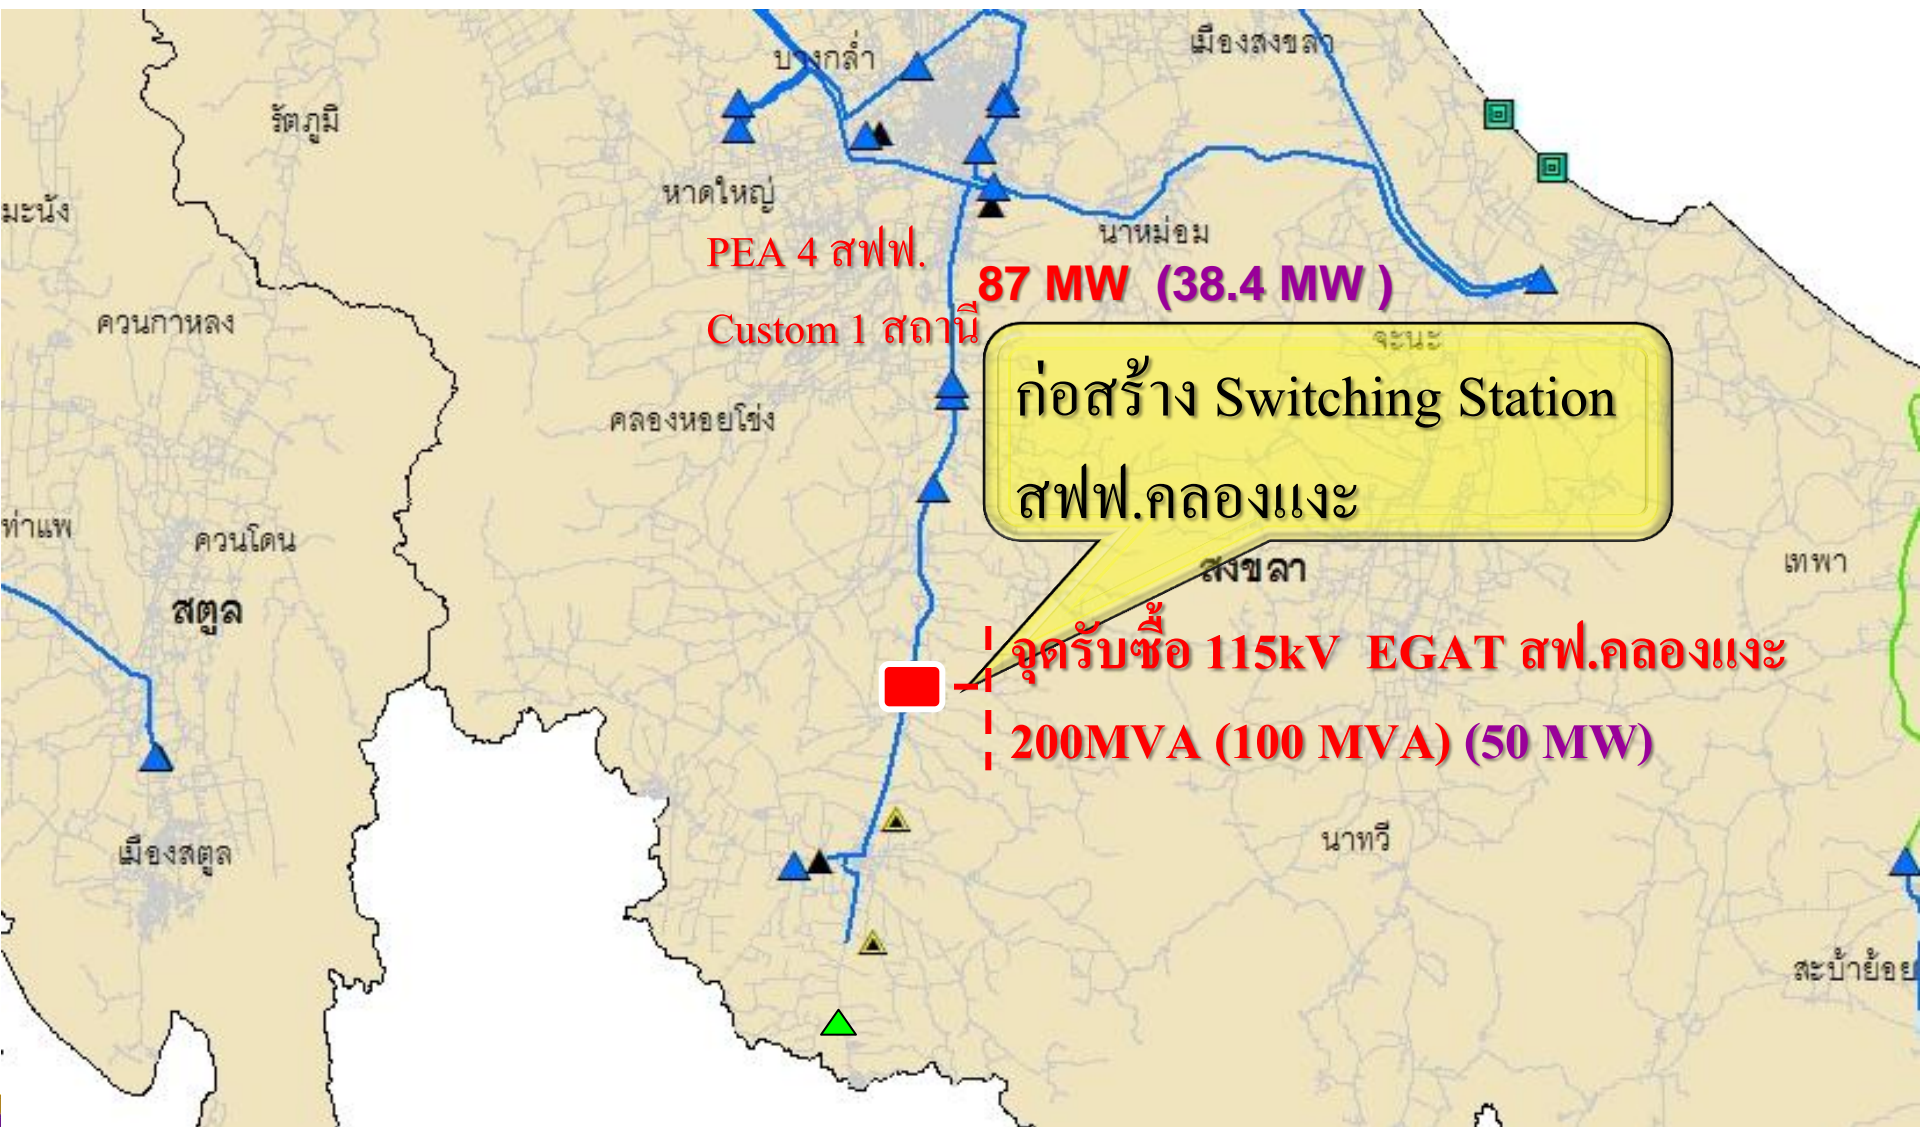 บางกล่ำ
เมืองสงขลา
รัตภูมิ
มะนัง
หาดใหญ่
นาหม่อม
PEA 4 สฟฟ.
87 MW (38.4 MW )
Custom 1 สถานี
ควนกาหลง
จะนะ
ก่อสร้าง Switching Station
สฟฟ.คลองแงะ
คลองหอยโข่ง
ท่าแพ
ควนโดน
สงขลา
เทพา
สตูล
จุดรับซื้อ 115kV EGAT สฟ.คลองแงะ
200MVA (100 MVA) (50 MW)
เมืองสตูล
นาทวี
สะบ้าย้อย